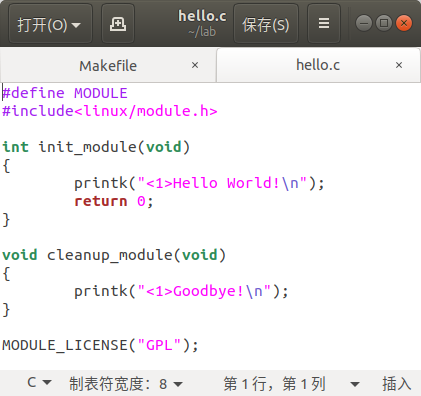 打开(O)
hello.c
~/lab
保存(S)
Makefile ×
hello.c ×
#define MODULE
#include<linux/module.h>
int init_module(void)
{
        printk("<1>Hello World!\n");
        return 0;
}
void cleanup_module(void)
{
        printk("<1>Goodbye!\n");
}
MODULE_LICENSE("GPL");
C 制表符宽度：8 第 1 行，第 1 列 插入